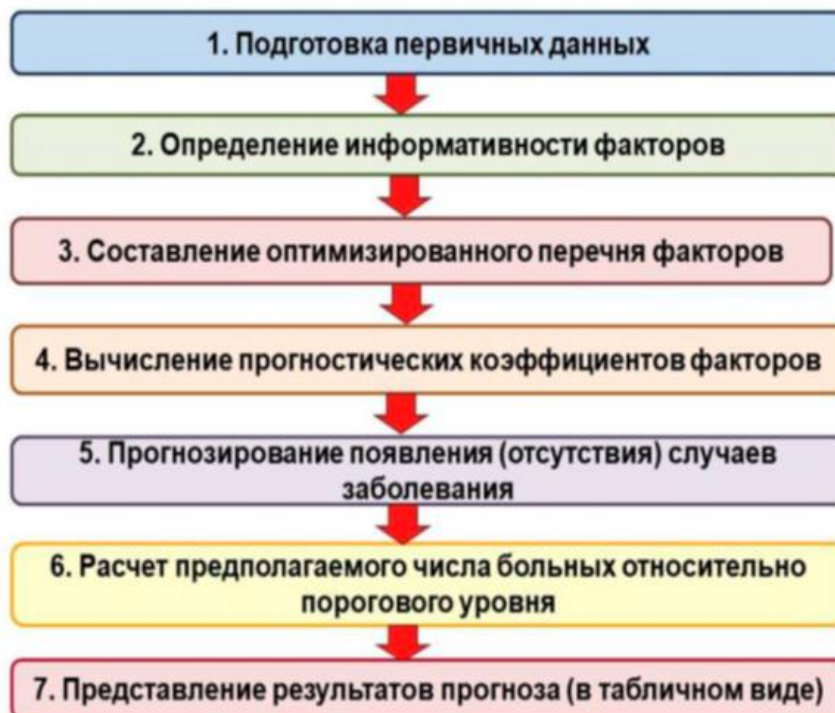 1. Подготовка первичных данных
2. Определение информативности факторов
3. Составление оптимизированного перечня факторов
4. Вычисление прогностических коэффициентов факторов
5. Прогнозирование появления (отсутствия) случаев
заболевания
6. Расчет предполагаемого числа больных относительно
порогового уровня
7. Представление результатов прогноза (в табличном виде)